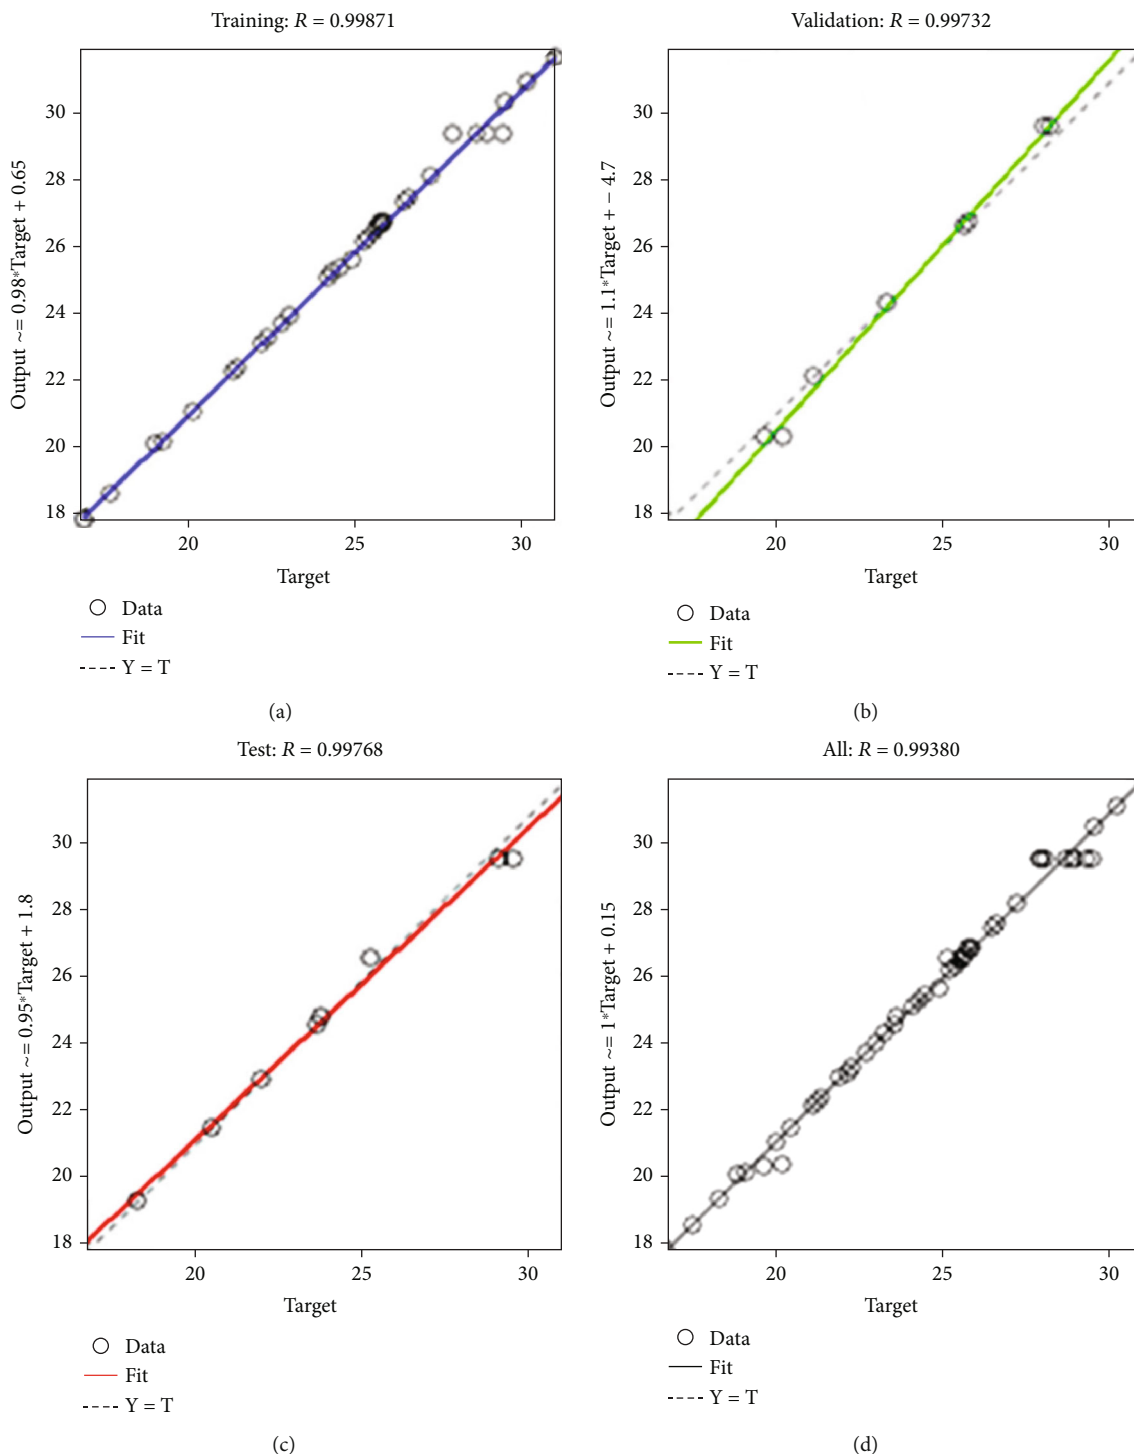 Training: R = 0.99871
Output ~= 0.98*Target + 0.65
30
28
26
24
22
20
18
20 25 30
Target
Data
Fit
Y = T
(a)
Validation: R = 0.99732
Output ~= 1.1*Target + − 4.7
30
28
26
24
22
20
18
20 25 30
Target
Data
Fit
Y = T
(b)
Test: R = 0.99768
Output ~= 0.95*Target + 1.8
30
28
26
24
22
20
18
20 25 30
Target
Data
Fit
Y = T
(c)
All: R = 0.99380
Output ~= 1*Target + 0.15
30
28
26
24
22
20
18
20 25 30
Target
Data
Fit
Y = T
(d)